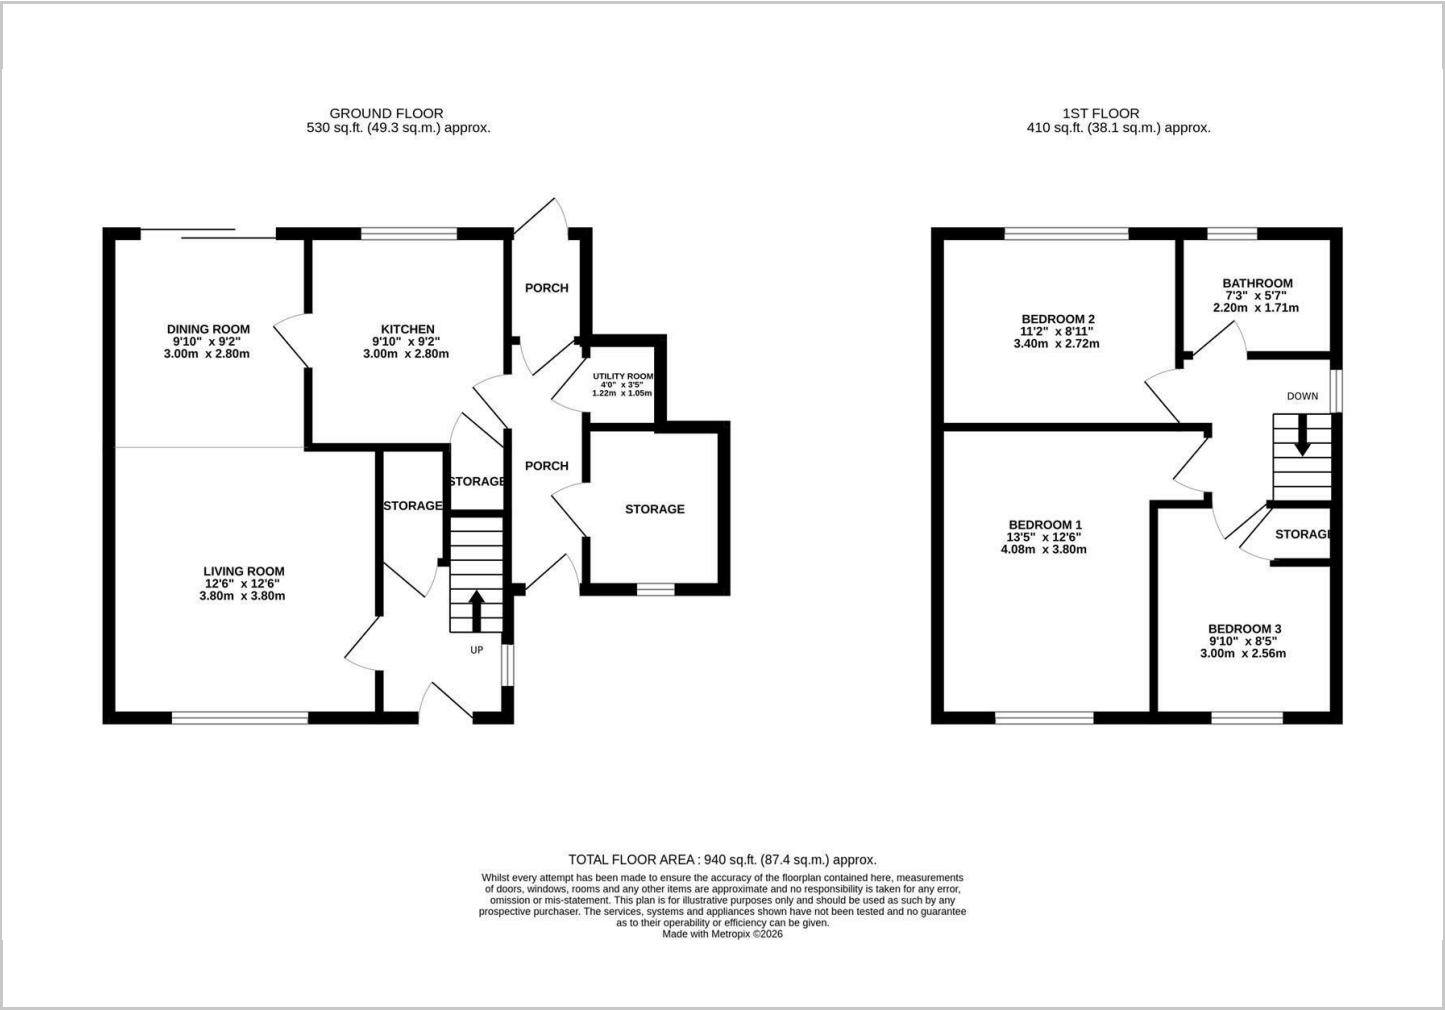 GROUND FLOOR
530 sq.ft. (49.3 sq.m.) approx.
1ST FLOOR
410 sq.ft. (38.1 sq.m.) approx.
PORCH
DINING ROOM
9'10" x 9'2"
3.00m x 2.80m
KITCHEN
9'10" x 9'2"
3.00m x 2.80m
UTILITY ROOM
4'0" x 3'5"
1.22m x 1.05m
PORCH
STORAGE
STORAGE
STORAGE
LIVING ROOM
12'6" x 12'6"
3.80m x 3.80m
UP
BEDROOM 2
11'2" x 8'11"
3.40m x 2.72m
BATHROOM
7'3" x 5'7"
2.20m x 1.71m
DOWN
BEDROOM 1
13'5" x 12'6"
4.08m x 3.80m
STORAGE
BEDROOM 3
9'10" x 8'5"
3.00m x 2.56m
TOTAL FLOOR AREA : 940 sq.ft. (87.4 sq.m.) approx.
Whilst every attempt has been made to ensure the accuracy of the floorplan contained here, measurements
of doors, windows, rooms and any other items are approximate and no responsibility is taken for any error,
omission or mis-statement. This plan is for illustrative purposes only and should be used as such by any
prospective purchaser. The services, systems and appliances shown have not been tested and no guarantee
as to their operability or efficiency can be given.
Made with Metropix ©2026